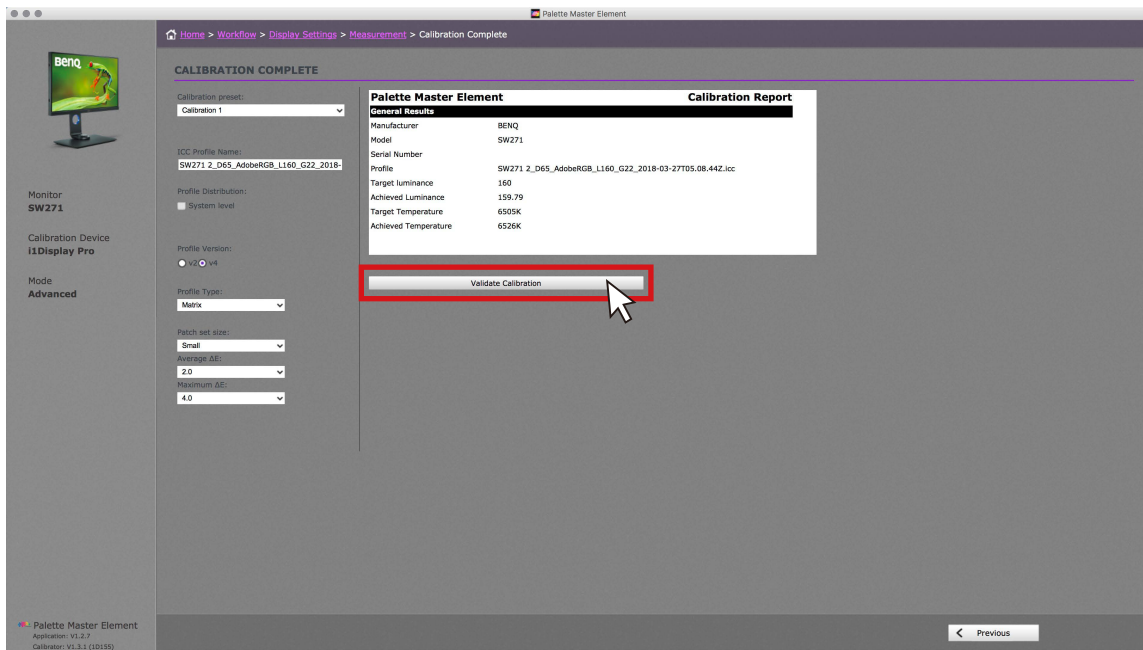 Palette Master Element
Home > Workflow > Display Settings > Measurement > Calibration Complete
BenQ
CALIBRATION COMPLETE
Calibration preset:
Calibration 1
ICC Profile Name:
SW271 2_D65_AdobeRGB_L160_G22_2018-
Profile Distribution:
System level
Profile Version:
v2 v4
Profile Type:
Matrix
Patch set size:
Small
Average ΔE:
2.0
Maximum ΔE:
4.0
Palette Master Element Calibration Report
General Results
Manufacturer BENQ
Model SW271
Serial Number
Profile SW271 2_D65_AdobeRGB_L160_G22_2018-03-27T05.08.44Z.icc
Target luminance 160
Achieved Luminance 159.79
Target Temperature 6505K
Achieved Temperature 6526K
Validate Calibration
Monitor
SW271
Calibration Device
i1Display Pro
Mode
Advanced
Palette Master Element
Application: V1.2.7
Calibrator: V1.3.1 (1D155)
Previous